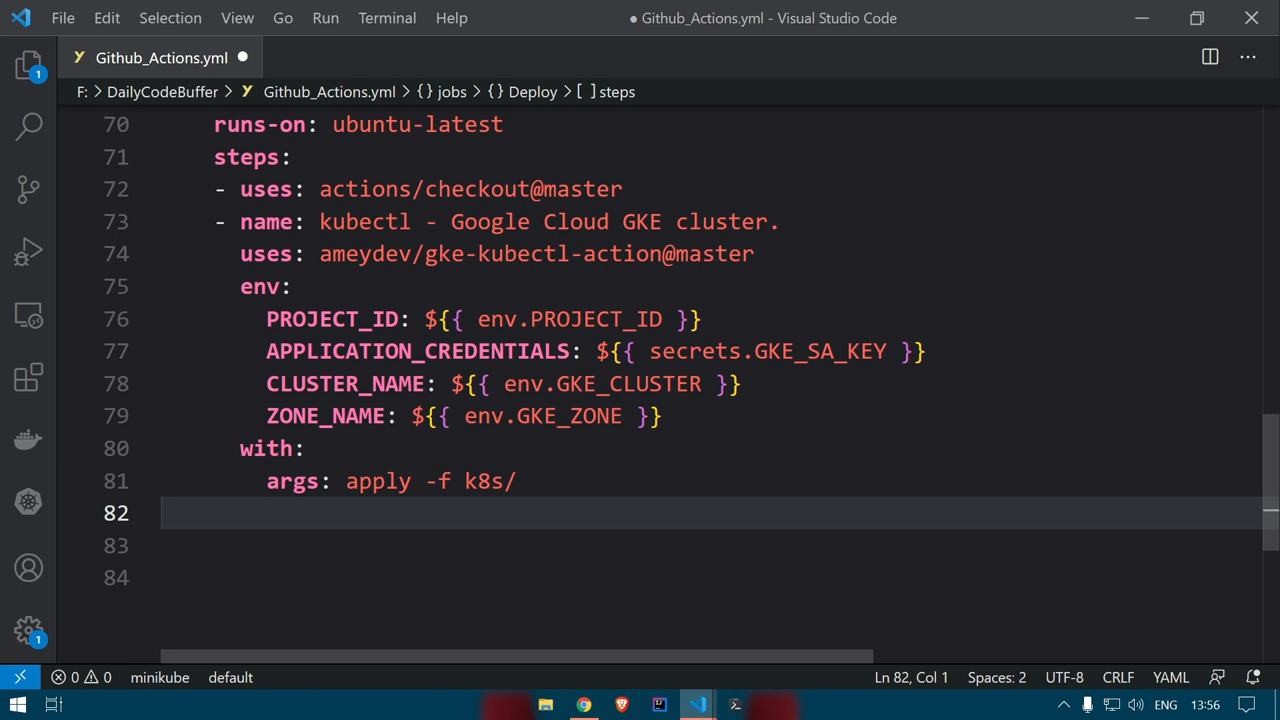 File Edit Selection View Go Run Terminal Help ● Github_Actions.yml - Visual Studio Code
Github_Actions.yml
F: > DailyCodeBuffer > Github_Actions.yml > {} jobs > {} Deploy > [ ] steps
70 runs-on: ubuntu-latest
71 steps:
72 - uses: actions/checkout@master
73 - name: kubectl - Google Cloud GKE cluster.
74 uses: ameydev/gke-kubectl-action@master
75 env:
76 PROJECT_ID: ${{ env.PROJECT_ID }}
77 APPLICATION_CREDENTIALS: ${{ secrets.GKE_SA_KEY }}
78 CLUSTER_NAME: ${{ env.GKE_CLUSTER }}
79 ZONE_NAME: ${{ env.GKE_ZONE }}
80 with:
81 args: apply -f k8s/
82
83
84
1
1
0 0 minikube default Ln 82, Col 1 Spaces: 2 UTF-8 CRLF YAML
ENG 13:56